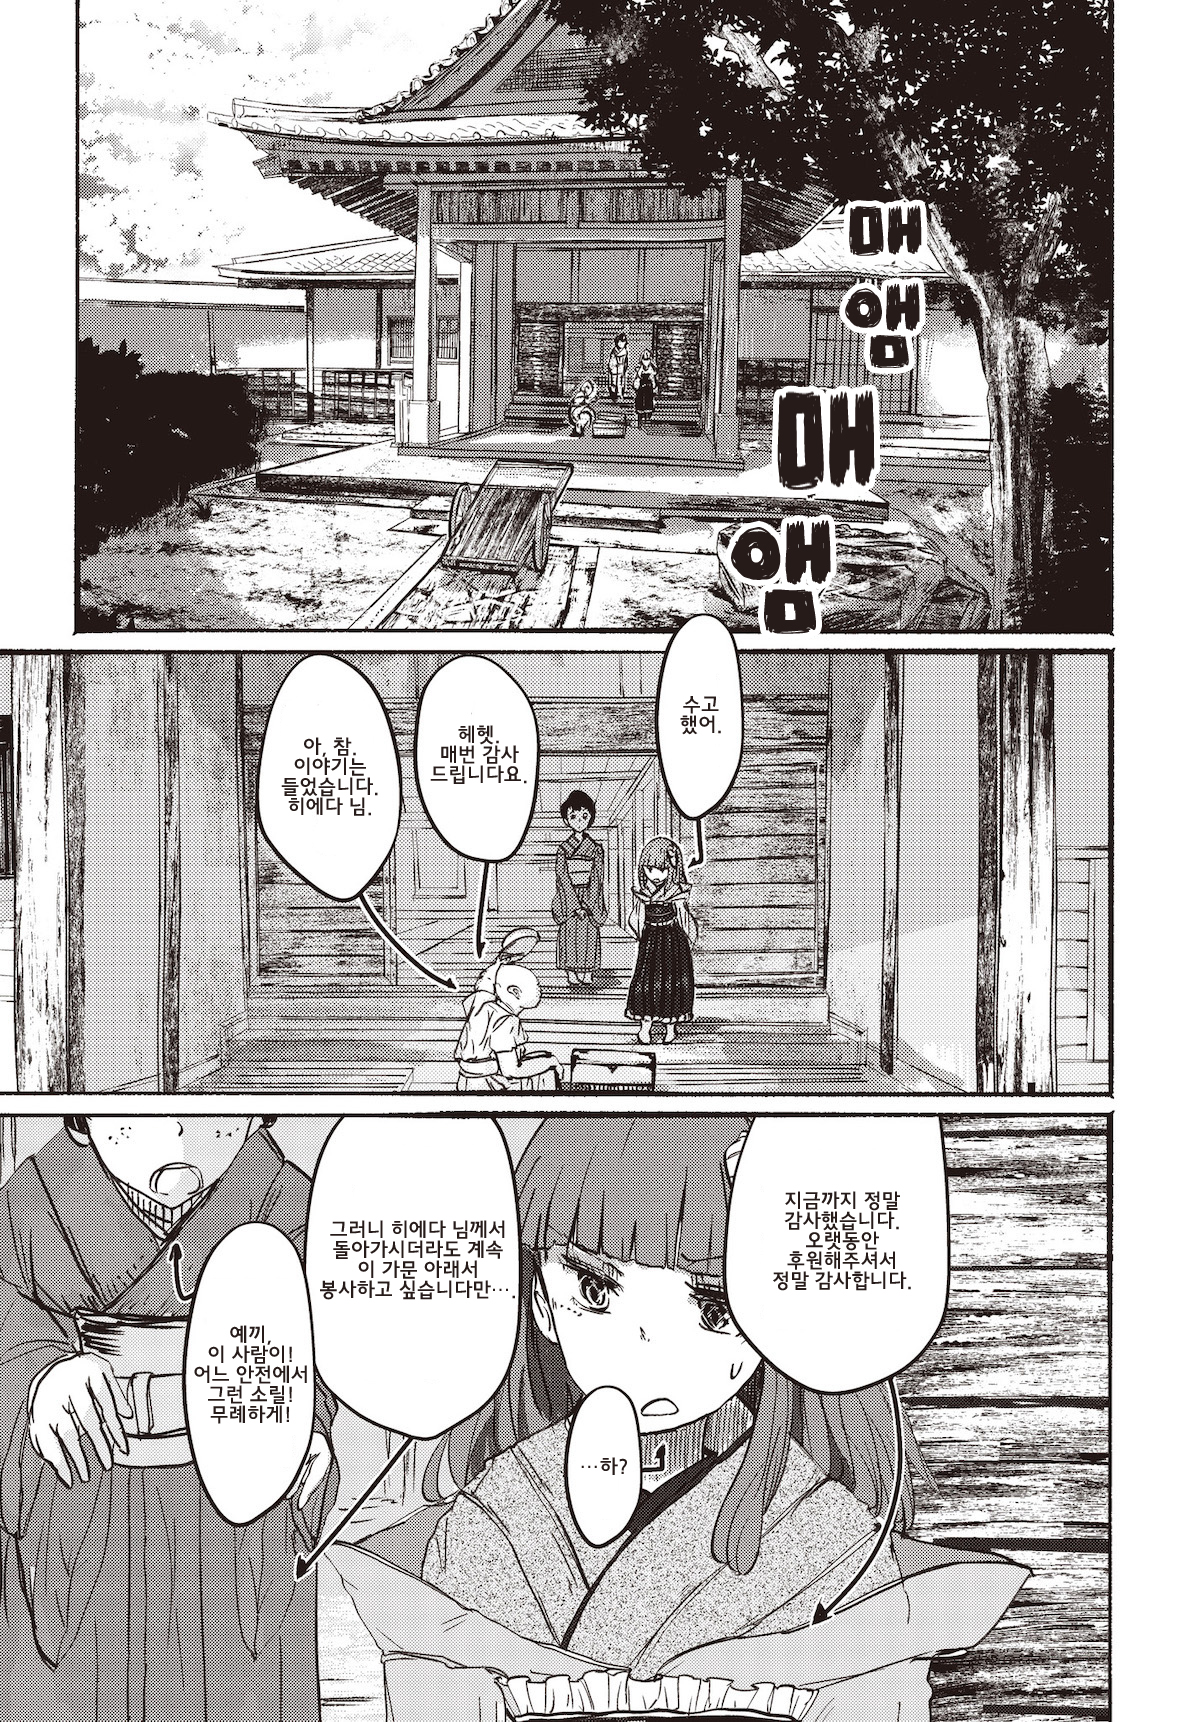 매
앰
매
앰
수고
했어.
헤헷.
매번 감사
드립니다요.
아, 참.
이야기는
들었습니다.
히에다 님.
지금까지 정말
감사했습니다.
오랫동안
후원해주셔서
정말 감사합니다.
…하?
그러니 히에다 님께서
돌아가시더라도 계속
이 가문 아래서
봉사하고 싶습니다만….
예끼,
이 사람이!
어느 안전에서
그런 소릴!
무례하게!